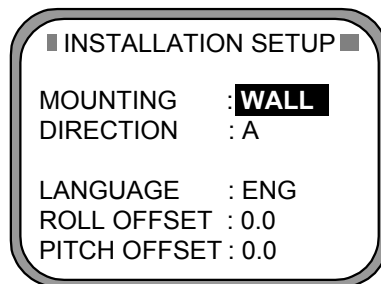 INSTALLATION SETUP
MOUNTING : WALL
DIRECTION : A
LANGUAGE : ENG
ROLL OFFSET : 0.0
PITCH OFFSET : 0.0